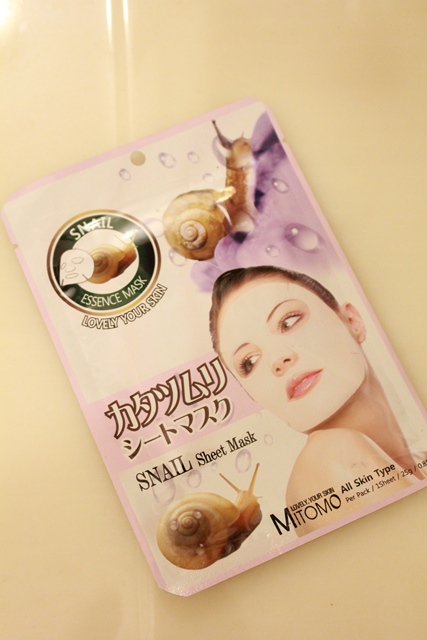 SNAIL
ESSENCE MASK
LOVELY YOUR SKIN
カタツムリ
シートマスク
SNAIL Sheet Mask
LOVELY YOUR SKIN
MITOMO
All Skin Type
Per Pack / 1Sheet / 25g /